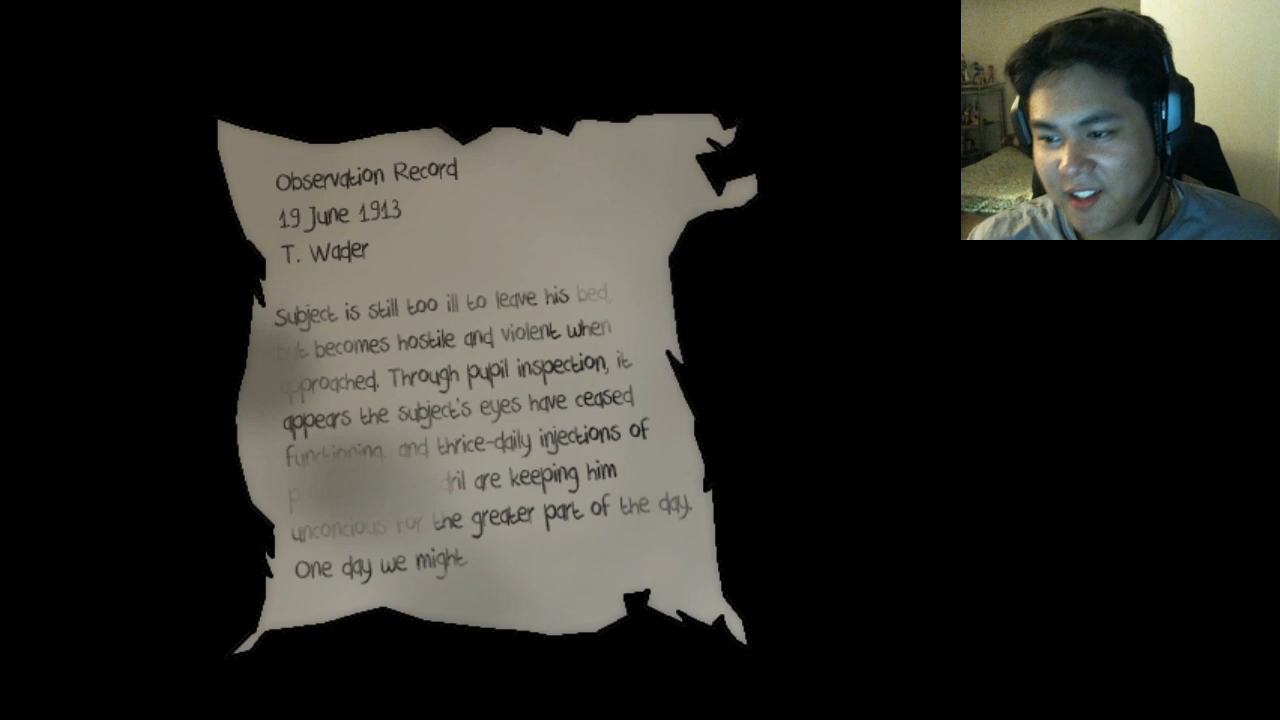 Observation Record
19 June 1913
T. Wader
Subject is still too ill to leave his bed,
but becomes hostile and violent when
approached. Through pupil inspection, it
appears the subject's eyes have ceased
functioning, and thrice-daily injections of
are keeping him
unconcious for the greater part of the day.
One day we might